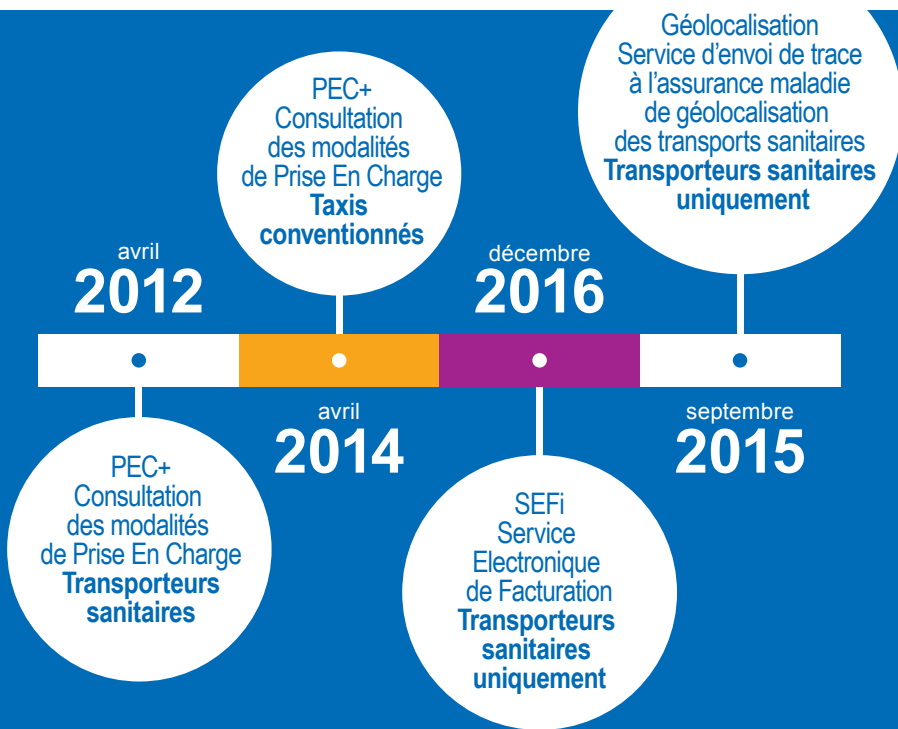 avril
2012
PEC+
Consultation
des modalités
de Prise En Charge
Transporteurs
sanitaires
PEC+
Consultation
des modalités
de Prise En Charge
Taxis
conventionnés
avril
2014
décembre
2016
SEFi
Service
Electronique
de Facturation
Transporteurs
sanitaires
uniquement
Géolocalisation
Service d’envoi de trace
à l’assurance maladie
de géolocalisation
des transports sanitaires
Transporteurs sanitaires
uniquement
septembre
2015